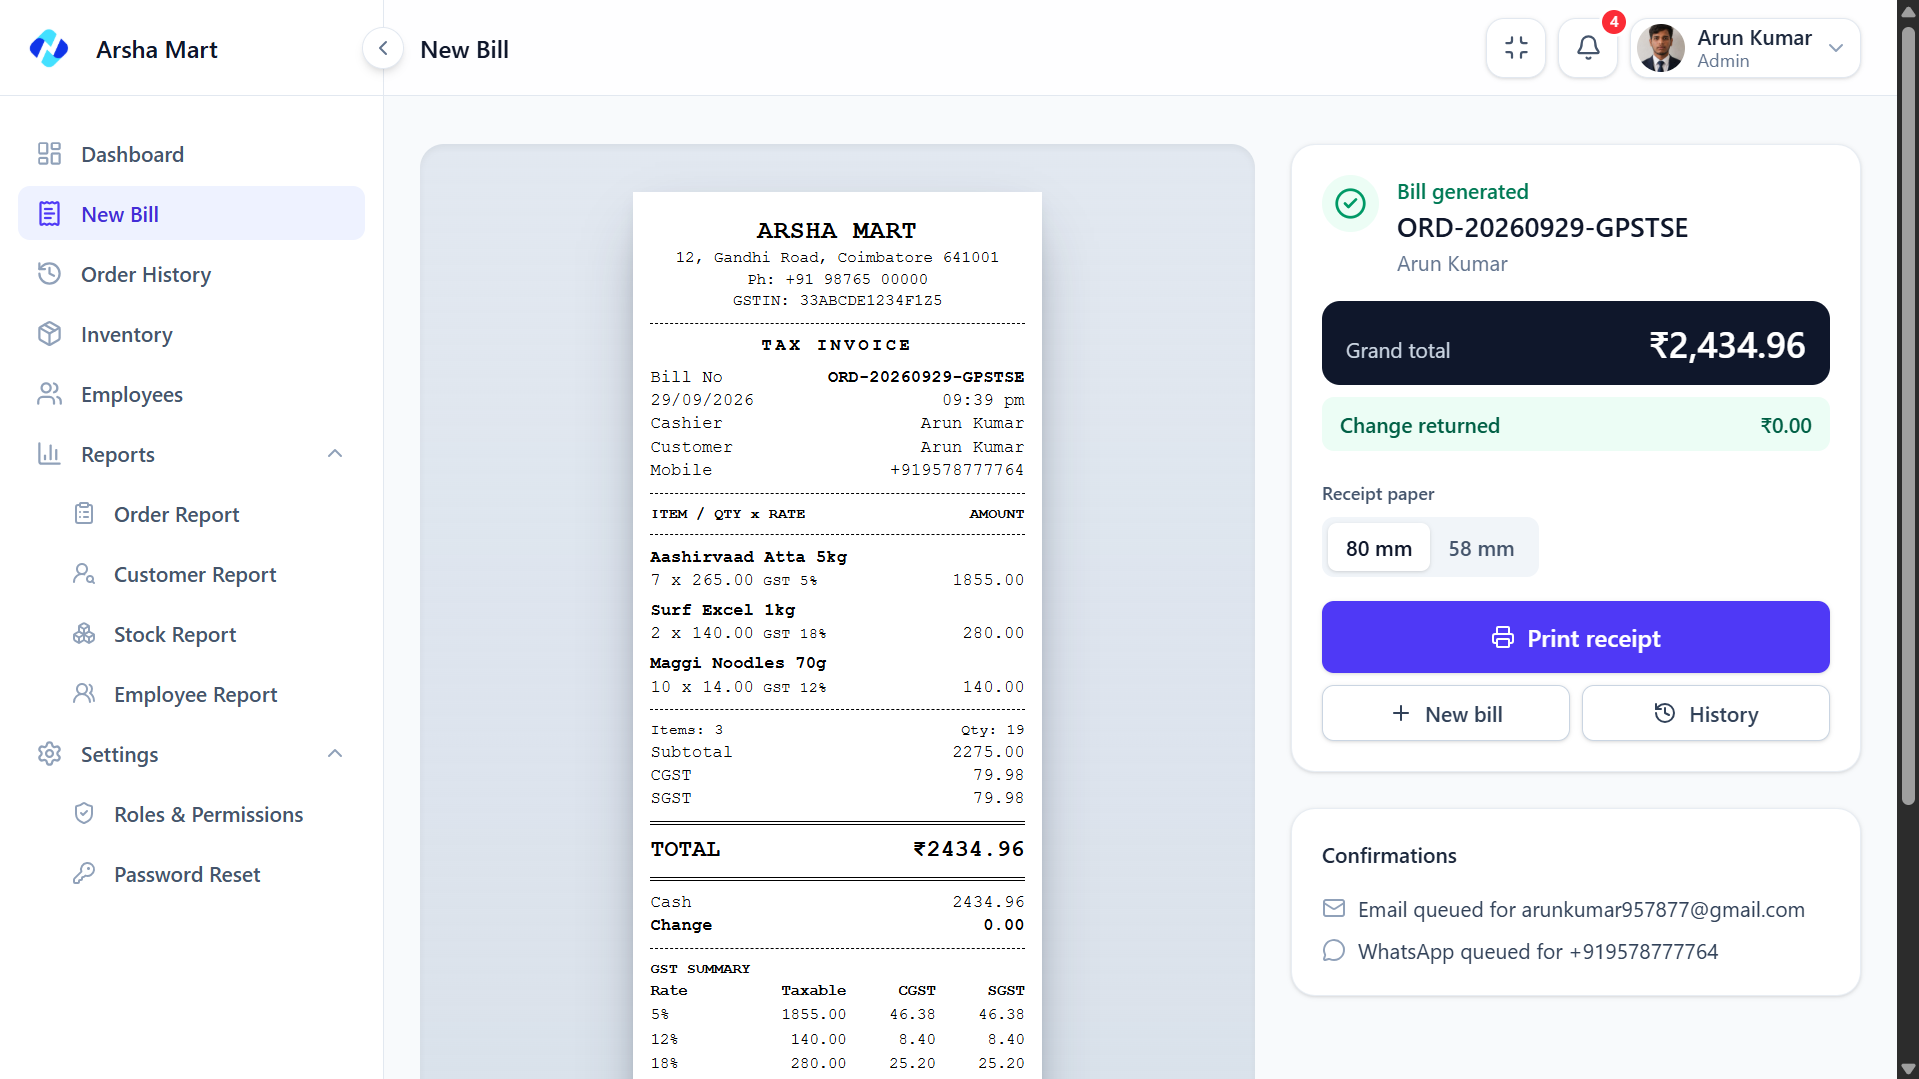 Arsha Mart
New Bill
4
Arun Kumar
Admin
Dashboard
New Bill
Order History
Inventory
Employees
Reports
Order Report
Customer Report
Stock Report
Employee Report
Settings
Roles & Permissions
Password Reset
ARSHA MART
12, Gandhi Road, Coimbatore 641001
Ph: +91 98765 00000
GSTIN: 33ABCDE1234F1Z5
TAX INVOICE
Bill No ORD-20260929-GPSTSE
29/09/2026 09:39 pm
Cashier Arun Kumar
Customer Arun Kumar
Mobile +919578777764
ITEM / QTY x RATE AMOUNT
Aashirvaad Atta 5kg
7 x 265.00 GST 5% 1855.00
Surf Excel 1kg
2 x 140.00 GST 18% 280.00
Maggi Noodles 70g
10 x 14.00 GST 12% 140.00
Items: 3 Qty: 19
Subtotal 2275.00
CGST 79.98
SGST 79.98
TOTAL ₹2434.96
Cash 2434.96
Change 0.00
GST SUMMARY
Rate Taxable CGST SGST
5% 1855.00 46.38 46.38
12% 140.00 8.40 8.40
18% 280.00 25.20 25.20
Bill generated
ORD-20260929-GPSTSE
Arun Kumar
Grand total ₹2,434.96
Change returned ₹0.00
Receipt paper
80 mm 58 mm
Print receipt
New bill History
Confirmations
Email queued for arunkumar957877@gmail.com
WhatsApp queued for +919578777764